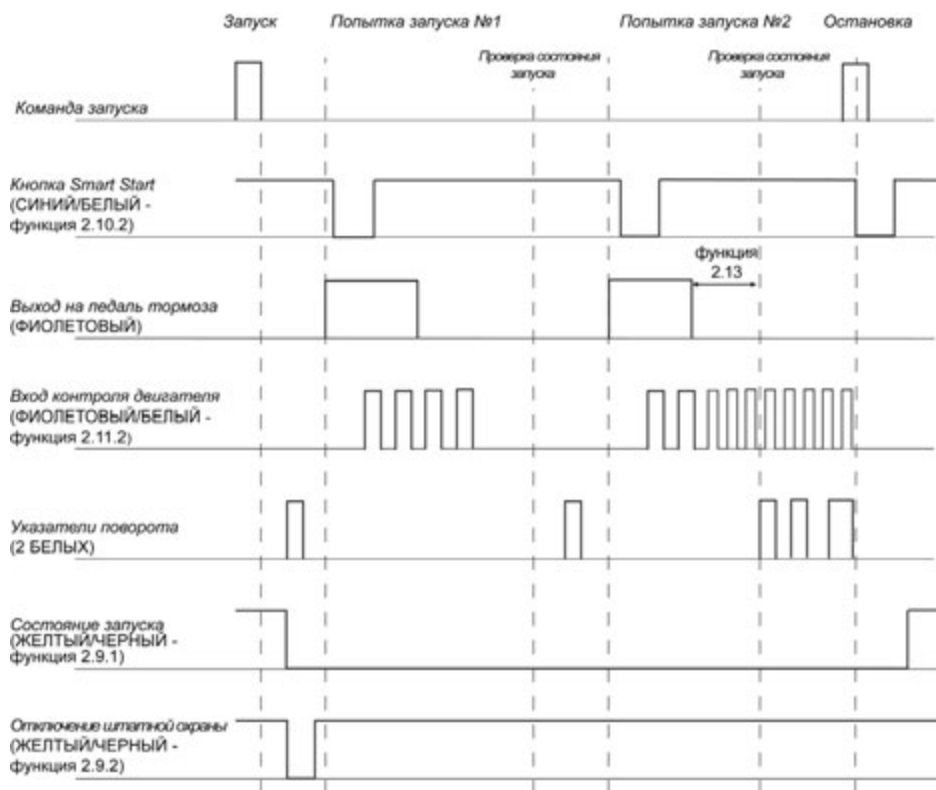 Запуск
Попытка запуска №1
Попытка запуска №2
Остановка
Проверка состояния
запуска
Проверка состояния
запуска
Команда запуска
Кнопка Smart Start
(СИНИЙ/БЕЛЫЙ -
функция 2.10.2)
функция
2.13
Выход на педаль тормоза
(ФИОЛЕТОВЫЙ)
Вход контроля двигателя
(ФИОЛЕТОВЫЙ/БЕЛЫЙ -
функция 2.11.2)
Указатели поворота
(2 БЕЛЫХ)
Состояние запуска
(ЖЕЛТЫЙ/ЧЕРНЫЙ -
функция 2.9.1)
Отключение штатной охраны
(ЖЕЛТЫЙ/ЧЕРНЫЙ -
функция 2.9.2)